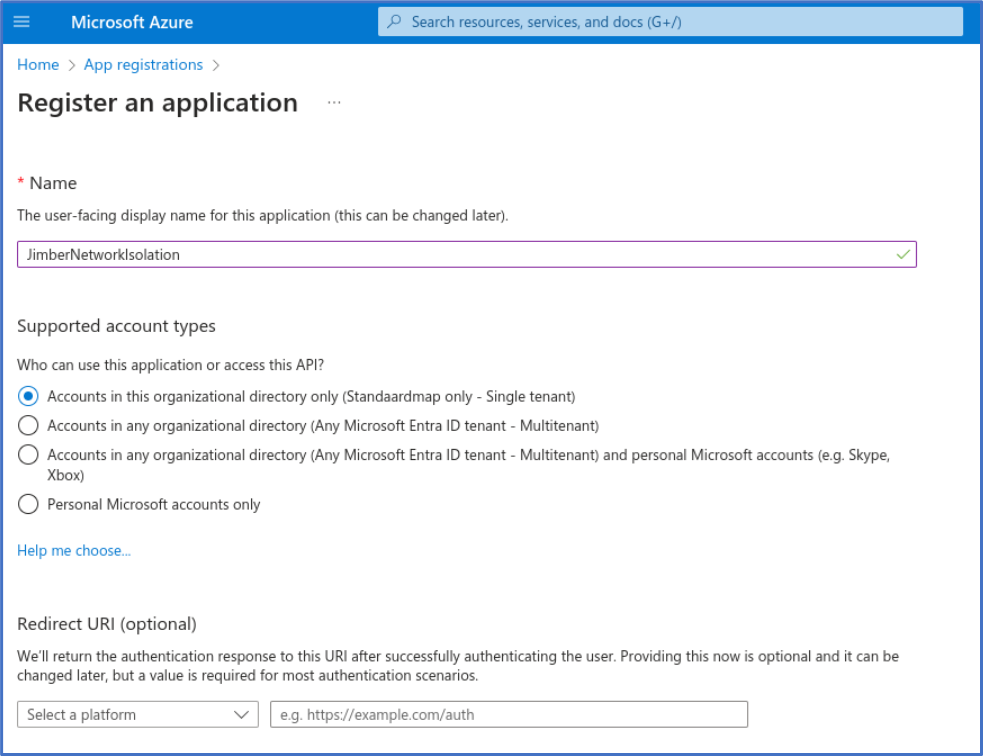 Microsoft Azure
Search resources, services, and docs (G+/)
Home > App registrations >
Register an application ...
* Name
The user-facing display name for this application (this can be changed later).
JimberNetworkIsolation
Supported account types
Who can use this application or access this API?
Accounts in this organizational directory only (Standaardmap only - Single tenant)
Accounts in any organizational directory (Any Microsoft Entra ID tenant - Multitenant)
Accounts in any organizational directory (Any Microsoft Entra ID tenant - Multitenant) and personal Microsoft accounts (e.g. Skype,
Xbox)
Personal Microsoft accounts only
Help me choose...
Redirect URI (optional)
We'll return the authentication response to this URI after successfully authenticating the user. Providing this now is optional and it can be
changed later, but a value is required for most authentication scenarios.
Select a platform
e.g. https://example.com/auth